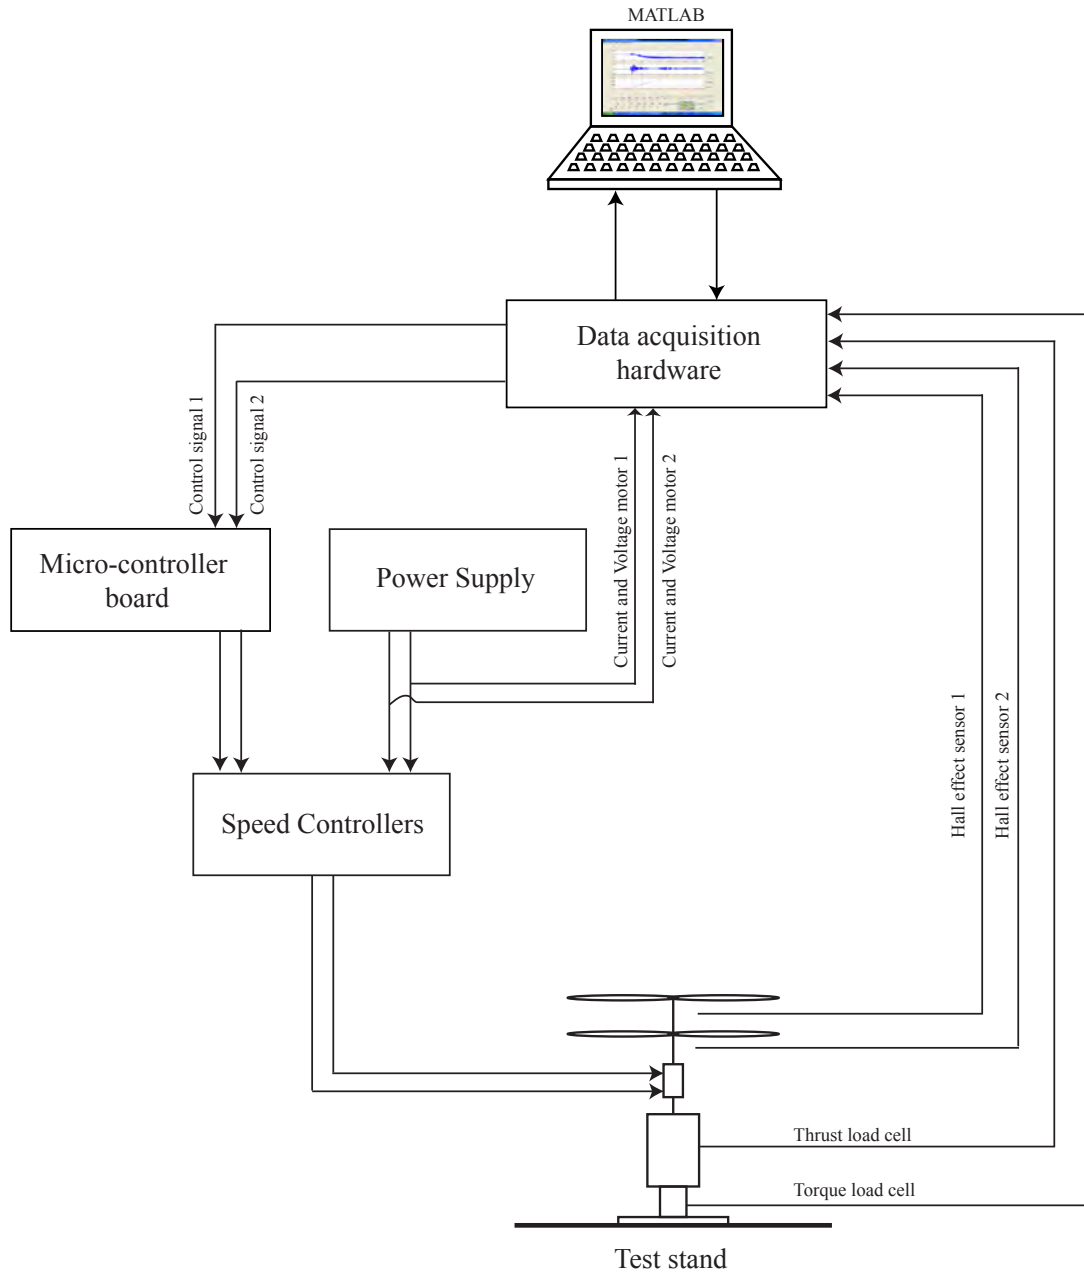 MATLAB
Data acquisition
hardware
Control signal 1
Control signal 2
Current and Voltage motor 1
Current and Voltage motor 2
Micro-controller
board
Power Supply
Hall effect sensor 1
Hall effect sensor 2
Speed Controllers
Thrust load cell
Torque load cell
Test stand